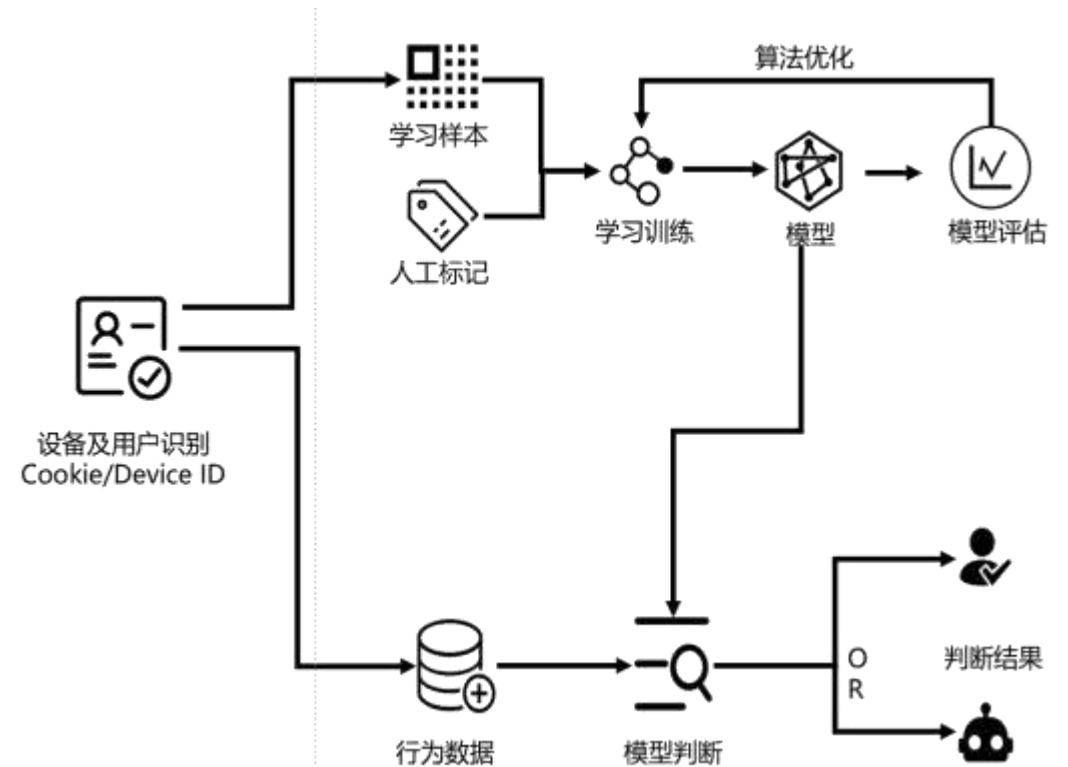 算法优化
学习样本
学习训练
模型
模型评估
人工标记
设备及用户识别
Cookie/Device ID
O
R
判断结果
行为数据
模型判断